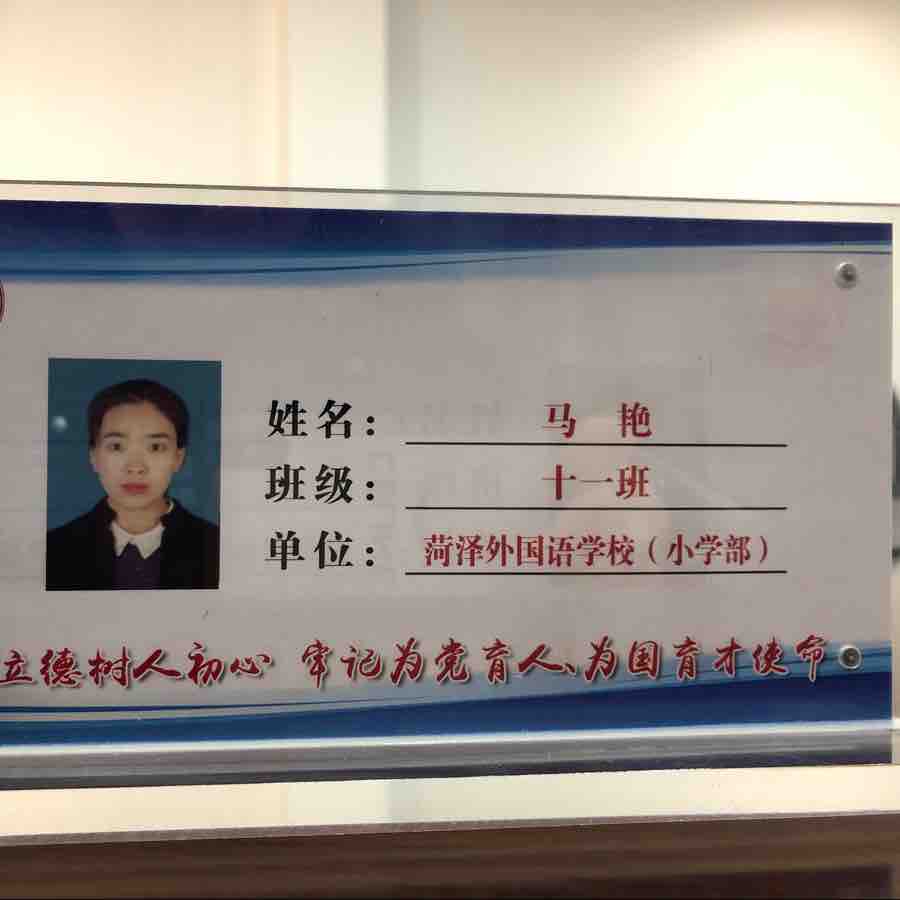 姓名：马 艳
班级：十一班
单位：菏泽外国语学校（小学部）
立德树人初心 牢记为党育人、为国育才使命